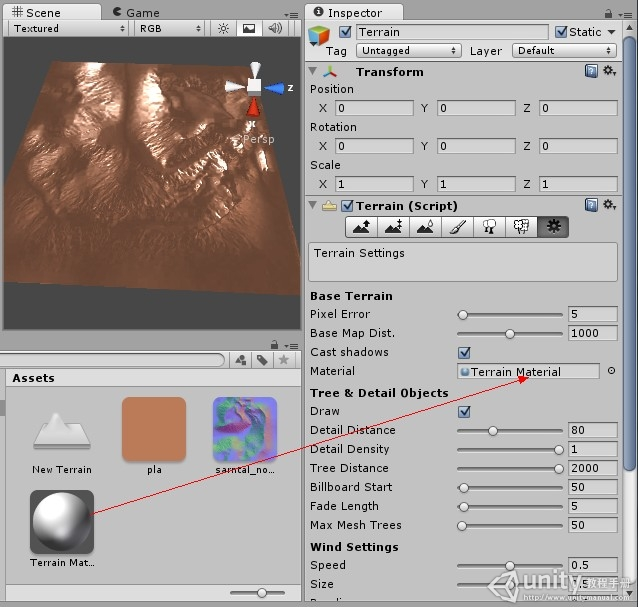 Scene
Game
Textured
RGB
z
x
Persp
Assets
New Terrain
pla
sarntal_no...
Terrain Mat...
Inspector
Terrain
Static
Tag
Untagged
Layer
Default
Transform
Position
X 0 Y 0 Z 0
Rotation
X 0 Y 0 Z 0
Scale
X 1 Y 1 Z 1
Terrain (Script)
Terrain Settings
Base Terrain
Pixel Error 5
Base Map Dist. 1000
Cast shadows
Material Terrain Material
Tree & Detail Objects
Draw
Detail Distance 80
Detail Density 1
Tree Distance 2000
Billboard Start 50
Fade Length 5
Max Mesh Trees 50
Wind Settings
Speed 0.5
Size
unity 教程手册